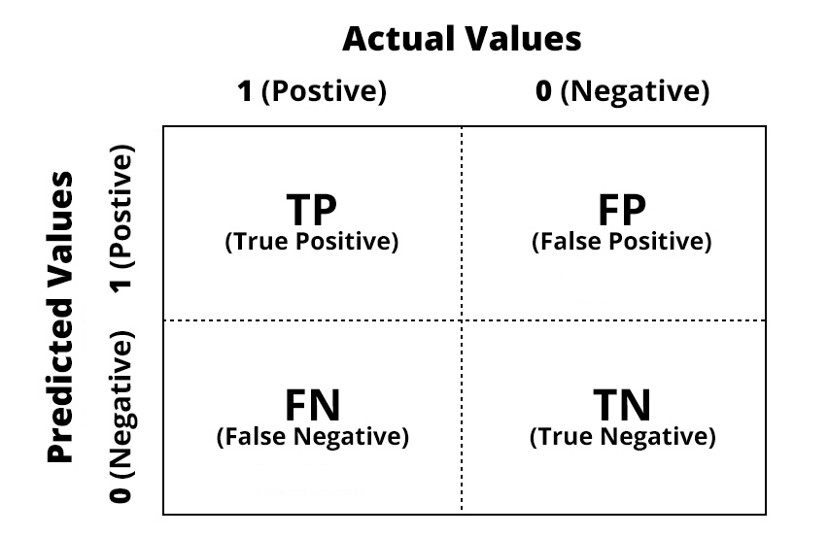 Actual Values
1 (Postive)
0 (Negative)
Predicted Values
1 (Postive)
0 (Negative)
TP
(True Positive)
FP
(False Positive)
FN
(False Negative)
TN
(True Negative)